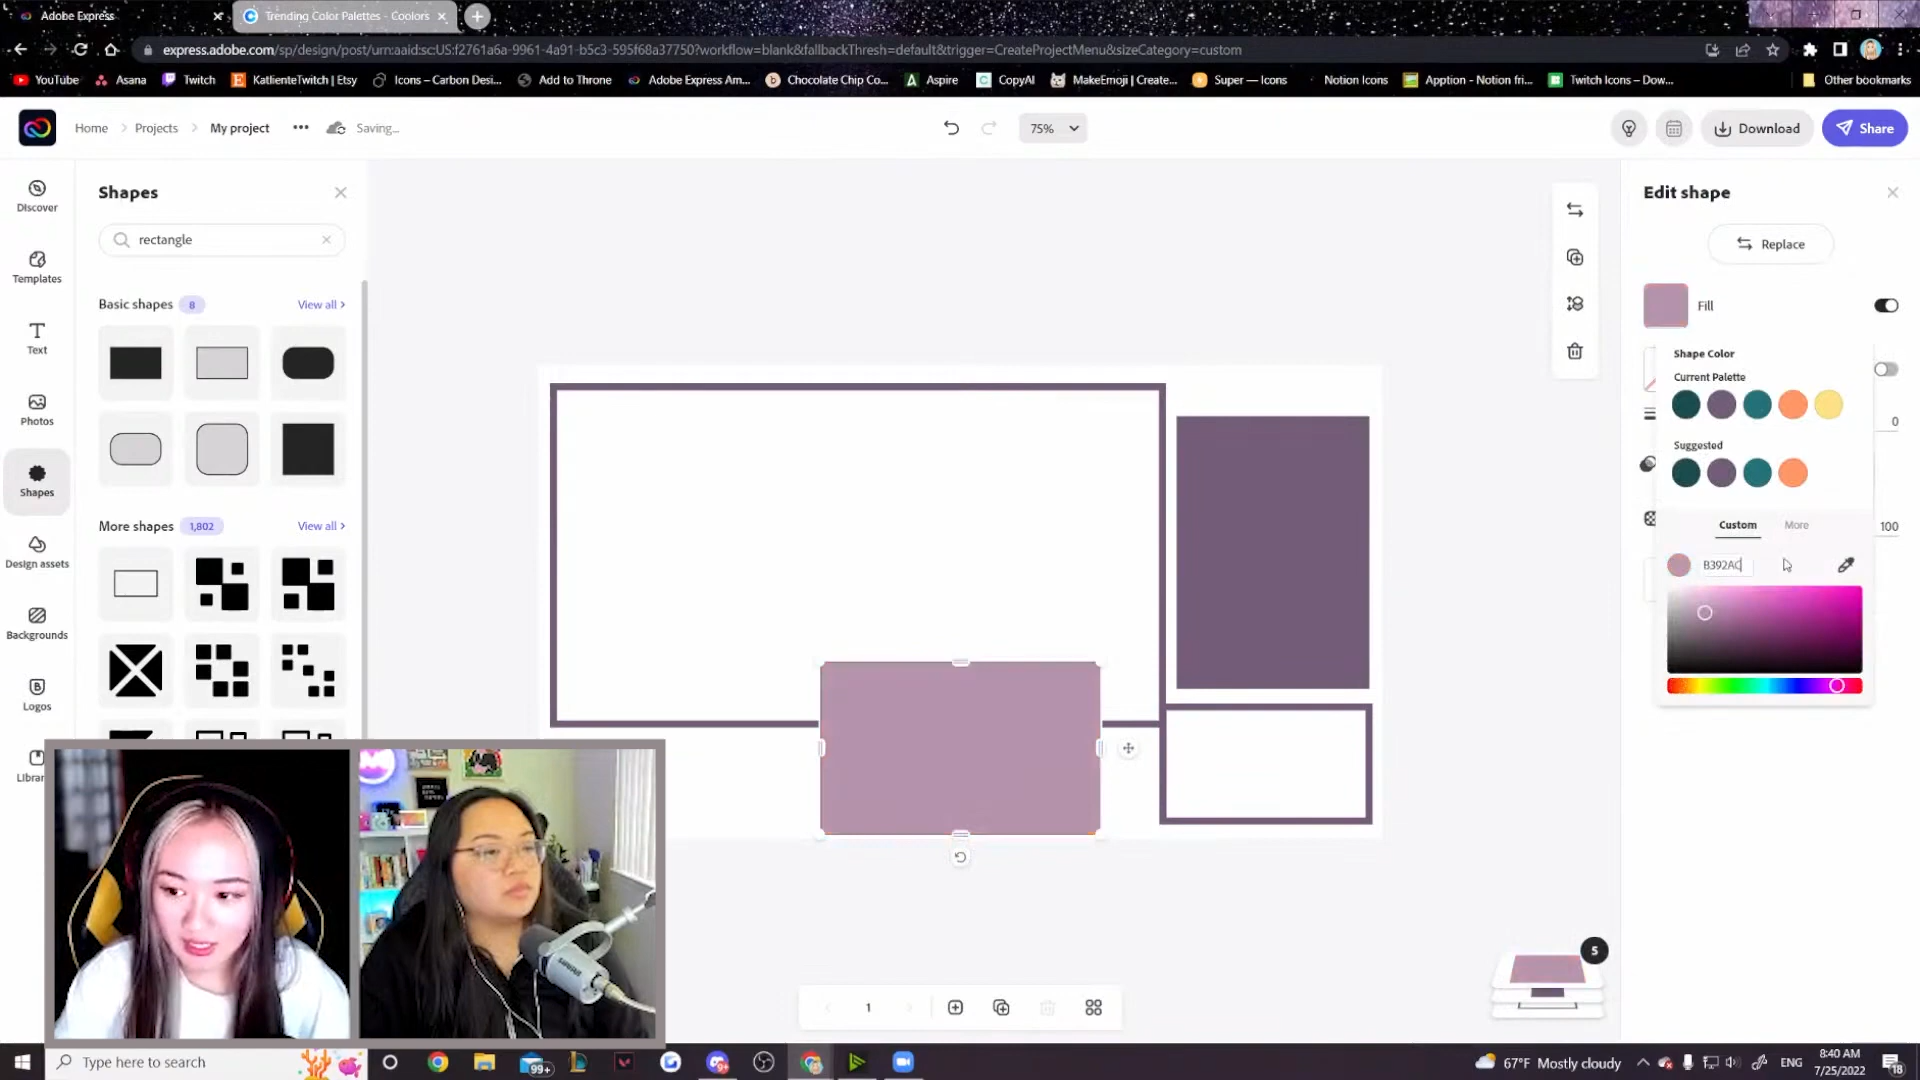 Adobe Express
Trending Color Palettes - Coolors
express.adobe.com/sp/design/post/urn:aaid:sc:US:f2761a6a-9961-4a91-b5c3-595f68a37750?workflow=blank&fallbackThresh=default&trigger=CreateProjectMenu&sizeCategory=custom
YouTube
Asana
Twitch
KatlienteTwitch | Etsy
Icons – Carbon Desi...
Add to Throne
Adobe Express Am...
Chocolate Chip Co...
Aspire
CopyAI
MakeEmoji | Create...
Super — Icons
Notion Icons
Apption - Notion fri...
Twitch Icons – Dow...
Other bookmarks
Home
Projects
My project
Saving...
75%
Download
Share
Discover
Templates
Text
Photos
Shapes
Design assets
Backgrounds
Logos
Librar
Shapes
rectangle
Basic shapes 8 View all
More shapes 1,802 View all
Edit shape
Replace
Fill
Shape Color
Current Palette
0
Suggested
Custom More
100
B392AC
5
1
SHURE
Type here to search
99+
67°F Mostly cloudy
ENG
8:40 AM
7/25/2022
18